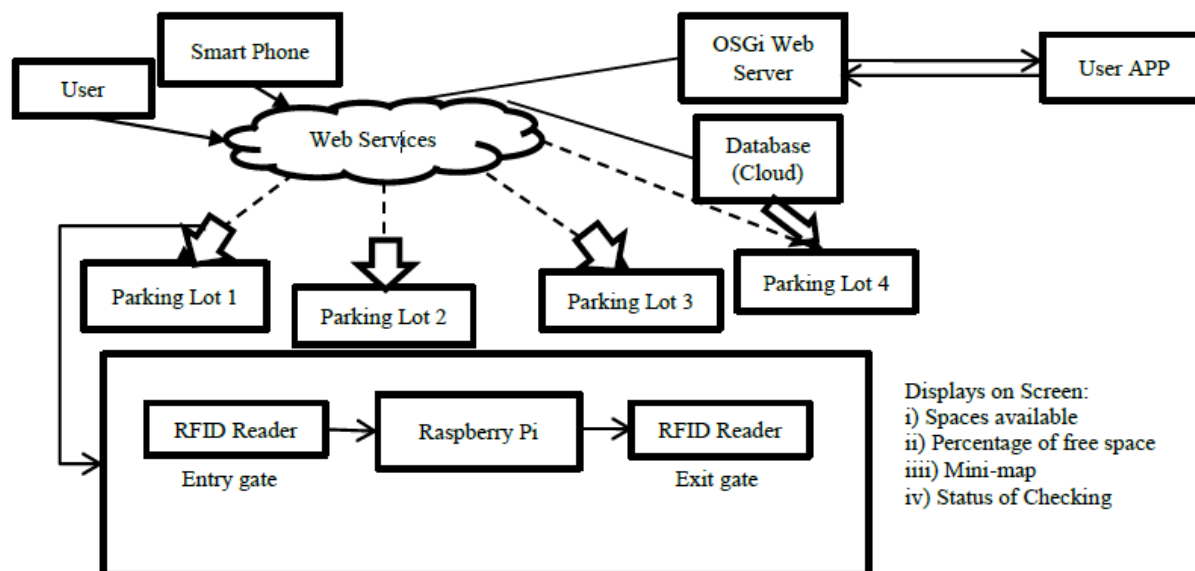 Smart Phone
User
OSGi Web
Server
User APP
Web Services
Database
(Cloud)
Parking Lot 1
Parking Lot 2
Parking Lot 3
Parking Lot 4
RFID Reader
Raspberry Pi
RFID Reader
Entry gate
Exit gate
Displays on Screen:
i) Spaces available
ii) Percentage of free space
iiii) Mini-map
iv) Status of Checking